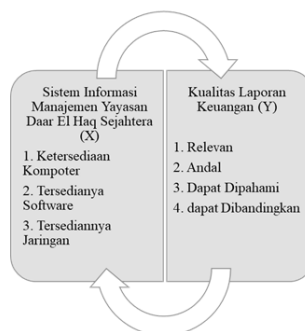 Sistem Informasi
Manajemen Yayasan
Daar El Haq Sejahtera
(X)
1. Ketersediaan
Kompoter
2. Tersedianya
Software
3. Tersediannya
Jaringan
Kualitas Laporan
Keuangan (Y)
1. Relevan
2. Andal
3. Dapat Dipahami
4. dapat Dibandingkan